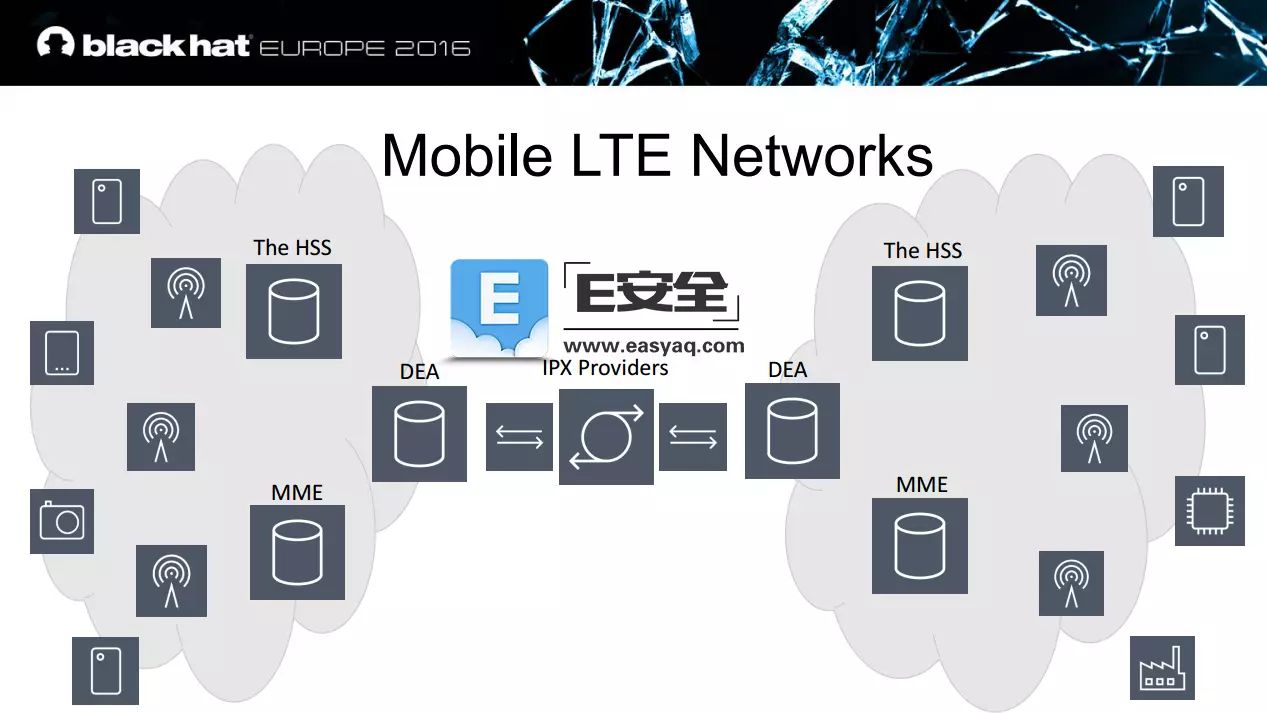 black hat EUROPE 2016
Mobile LTE Networks
The HSS
The HSS
E
E安全
www.easyaq.com
DEA
IPX Providers
DEA
MME
MME